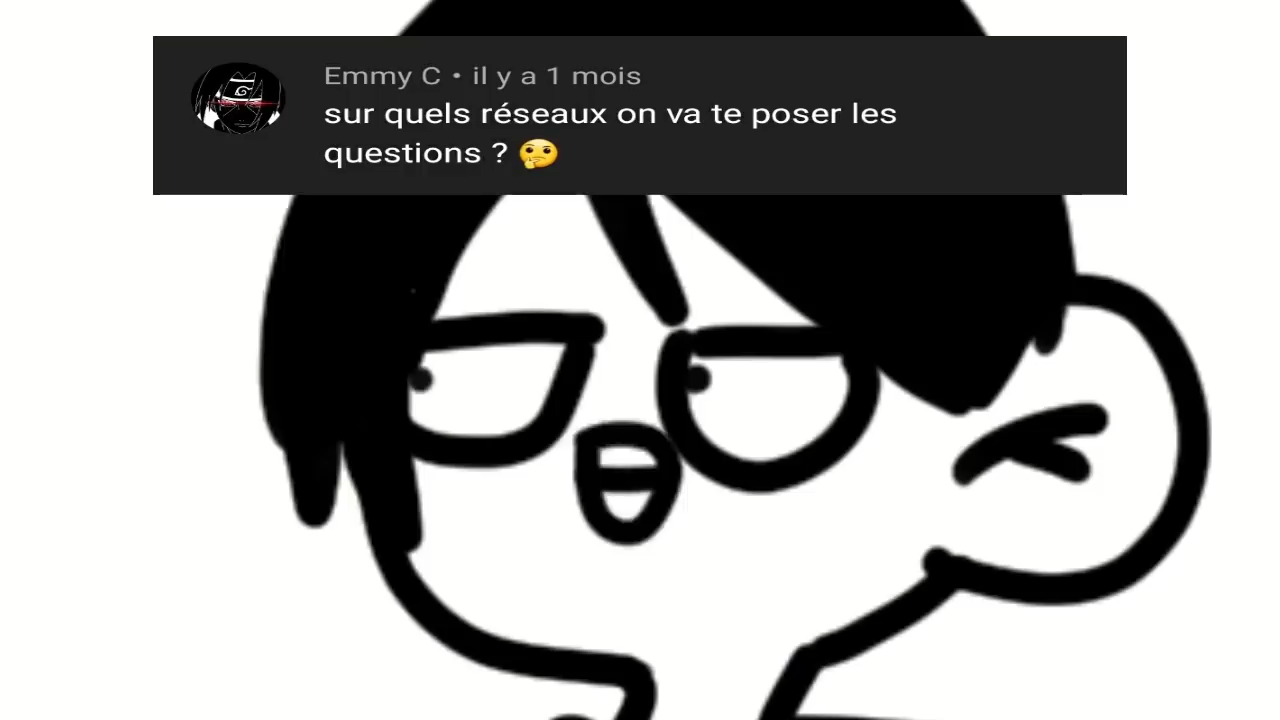 Emmy C • il y a 1 mois
sur quels réseaux on va te poser les
questions ? 🤔